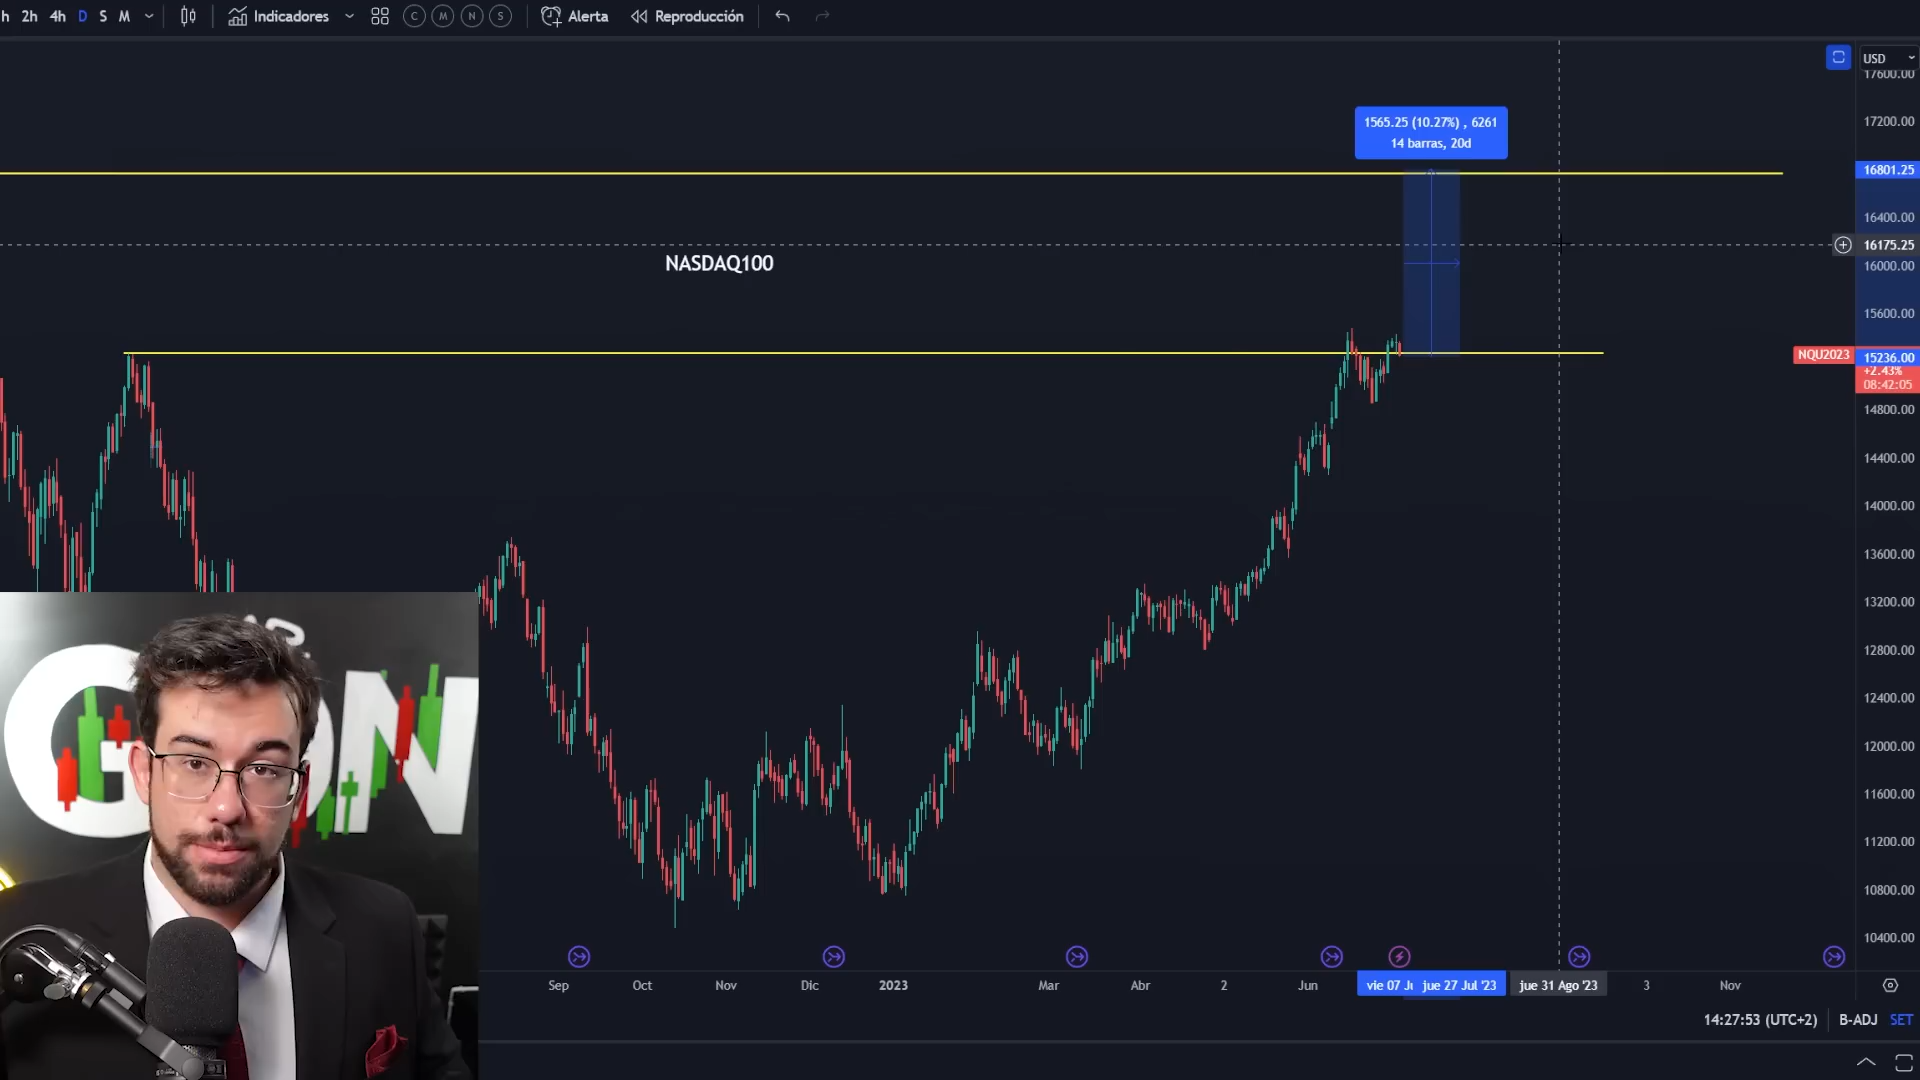 h 2h 4h D S M Indicadores C M N S Alerta Reproducción
USD
17600.00
1565.25 (10.27%) , 6261
14 barras, 20d
17200.00
16801.25
16400.00
16175.25
NASDAQ100
16000.00
15600.00
NQU2023 15236.00
+2.43%
08:42:05
14800.00
14400.00
14000.00
13600.00
13200.00
12800.00
12400.00
12000.00
11600.00
11200.00
10800.00
10400.00
Sep Oct Nov Dic 2023 Mar Abr 2 Jun vie 07 Ju jue 27 Jul '23 jue 31 Ago '23 3 Nov
14:27:53 (UTC+2) B-ADJ SET